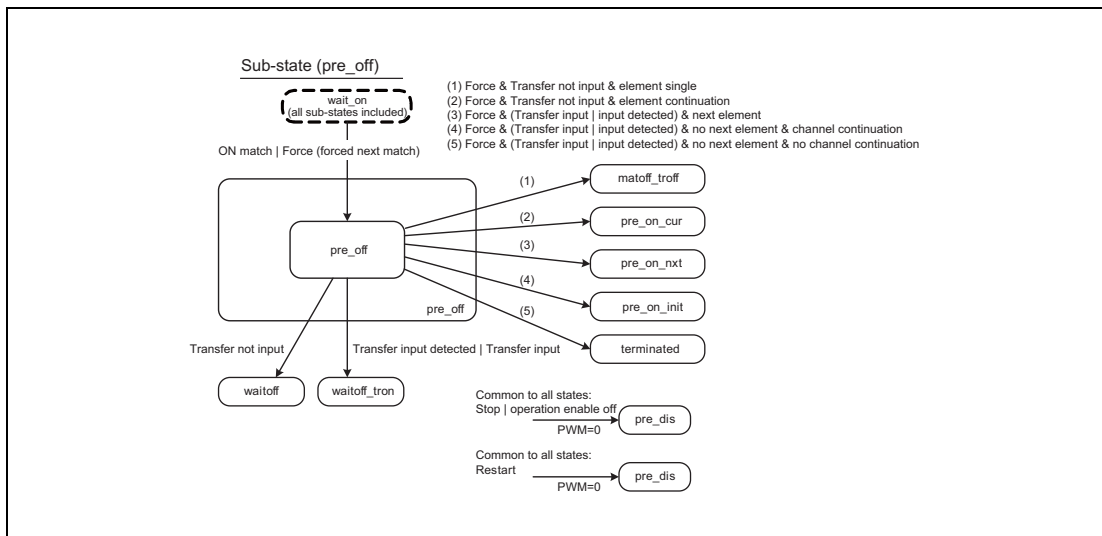 Sub-state (pre_off)
wait_on
(all sub-states included)
(1) Force & Transfer not input & element single
(2) Force & Transfer not input & element continuation
(3) Force & (Transfer input | input detected) & next element
(4) Force & (Transfer input | input detected) & no next element & channel continuation
(5) Force & (Transfer input | input detected) & no next element & no channel continuation
ON match | Force (forced next match)
(1)
matoff_troff
(2)
pre_on_cur
pre_off
(3)
pre_on_nxt
(4)
pre_on_init
pre_off
(5)
terminated
Transfer not input
Transfer input detected | Transfer input
waitoff
waitoff_tron
Common to all states:
Stop | operation enable off
pre_dis
PWM=0
Common to all states:
Restart
pre_dis
PWM=0